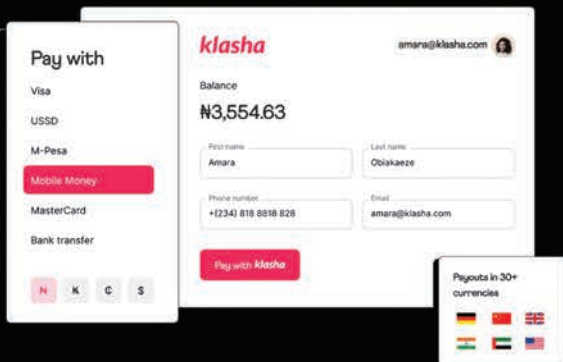 Pay with
Visa
USSD
M-Pesa
Mobile Money
MasterCard
Bank transfer
N K ₵ $
klasha
amara@klasha.com
Balance
₦3,554.63
First name
Amara
Last name
Obiakaeze
Phone number
+(234) 818 8818 828
Email
amara@klasha.com
Pay with klasha
Payouts in 30+
currencies